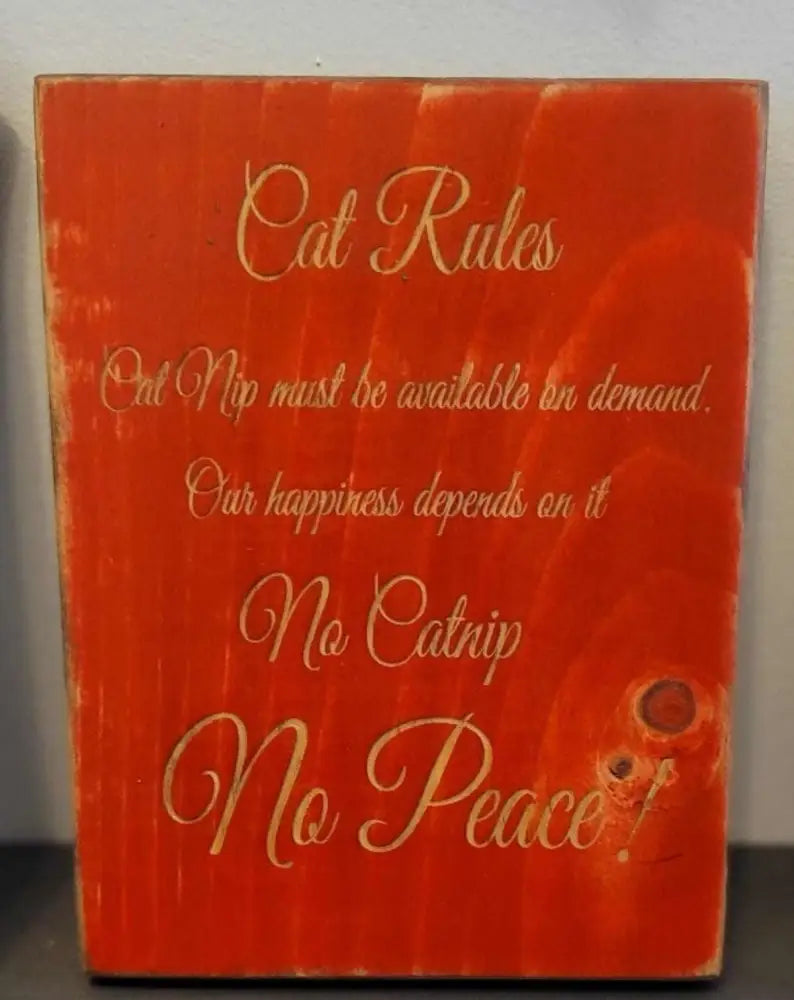 Cat Rules
Cat Nip must be available on demand.
Our happiness depends on it
No Catnip
No Peace!